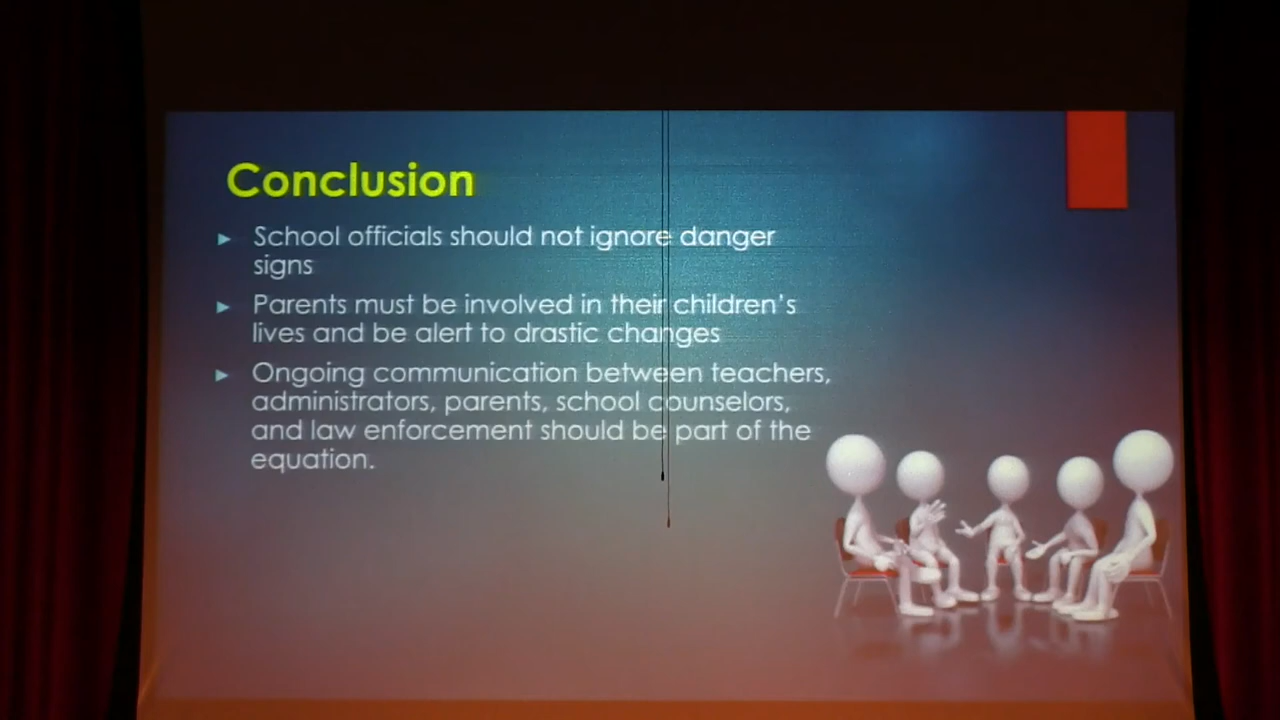 Conclusion
School officials should not ignore danger
signs
Parents must be involved in their children's
lives and be alert to drastic changes
Ongoing communication between teachers,
administrators, parents, school counselors,
and law enforcement should be part of the
equation.